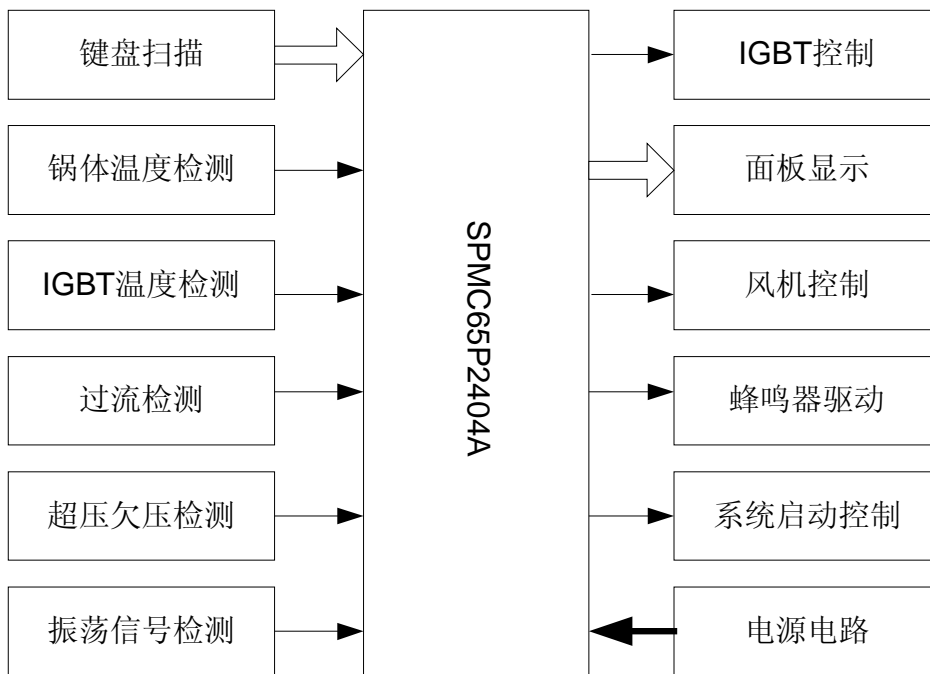 键盘扫描
锅体温度检测
IGBT温度检测
过流检测
超压欠压检测
振荡信号检测
SPMC65P2404A
IGBT控制
面板显示
风机控制
蜂鸣器驱动
系统启动控制
电源电路